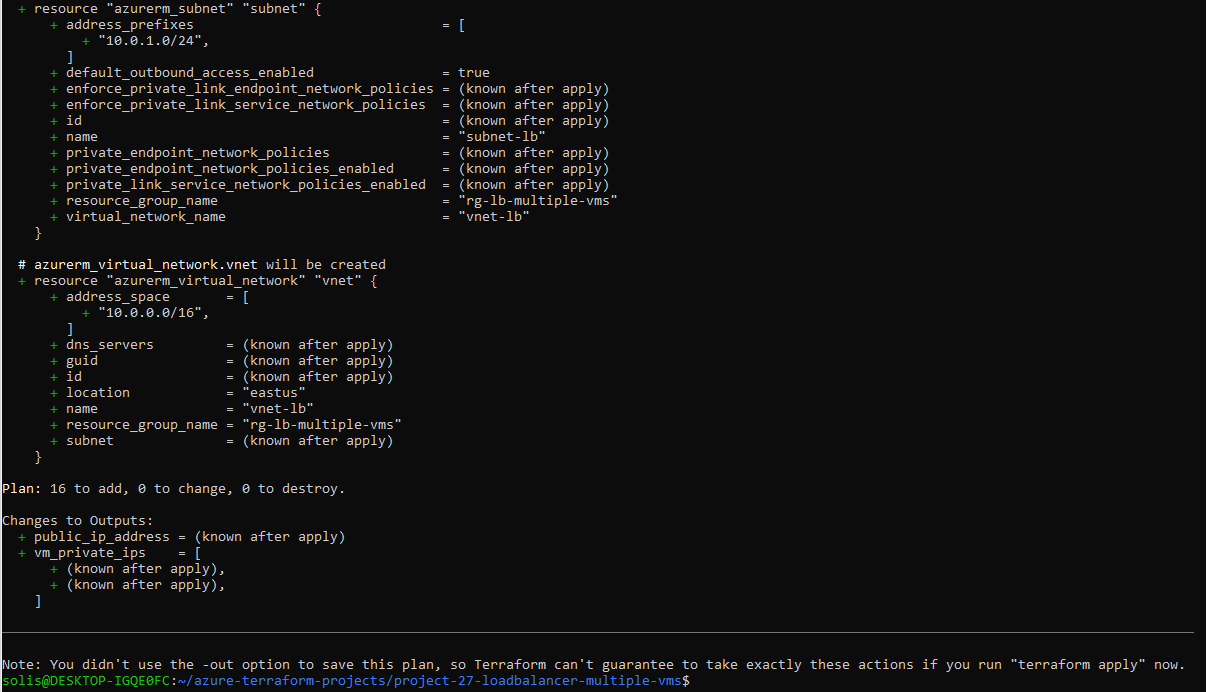 + resource "azurerm_subnet" "subnet" {
      + address_prefixes                               = [
          + "10.0.1.0/24",
        ]
      + default_outbound_access_enabled                = true
      + enforce_private_link_endpoint_network_policies = (known after apply)
      + enforce_private_link_service_network_policies  = (known after apply)
      + id                                             = (known after apply)
      + name                                           = "subnet-lb"
      + private_endpoint_network_policies              = (known after apply)
      + private_endpoint_network_policies_enabled      = (known after apply)
      + private_link_service_network_policies_enabled  = (known after apply)
      + resource_group_name                            = "rg-lb-multiple-vms"
      + virtual_network_name                           = "vnet-lb"
    }
  # azurerm_virtual_network.vnet will be created
  + resource "azurerm_virtual_network" "vnet" {
      + address_space       = [
          + "10.0.0.0/16",
        ]
      + dns_servers         = (known after apply)
      + guid                = (known after apply)
      + id                  = (known after apply)
      + location            = "eastus"
      + name                = "vnet-lb"
      + resource_group_name = "rg-lb-multiple-vms"
      + subnet              = (known after apply)
    }
Plan: 16 to add, 0 to change, 0 to destroy.
Changes to Outputs:
  + public_ip_address = (known after apply)
  + vm_private_ips    = [
      + (known after apply),
      + (known after apply),
    ]
Note: You didn't use the -out option to save this plan, so Terraform can't guarantee to take exactly these actions if you run "terraform apply" now.
solis@DESKTOP-IGQE0FC:~/azure-terraform-projects/project-27-loadbalancer-multiple-vms$